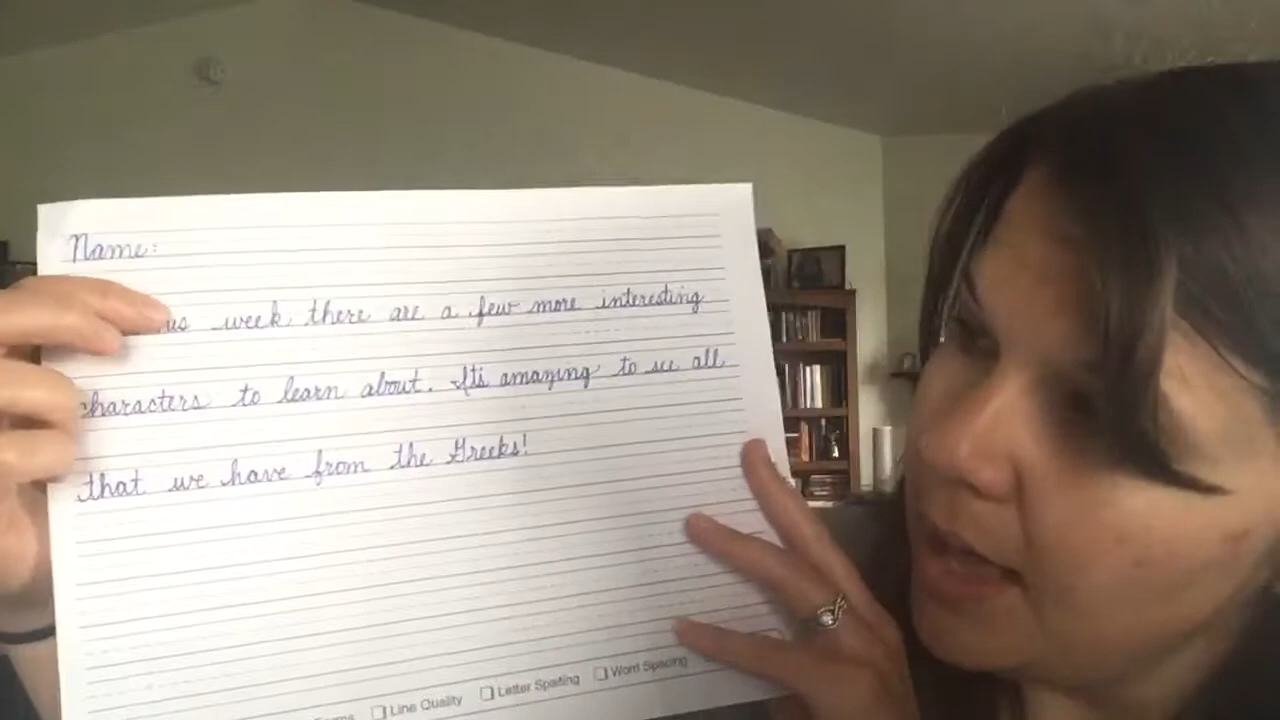 Name:
week there are a few more interesting
characters to learn about. It's amazing to see all
that we have from the Greeks!
Forms ☐ Line Quality ☐ Letter Spacing ☐ Word Spacing